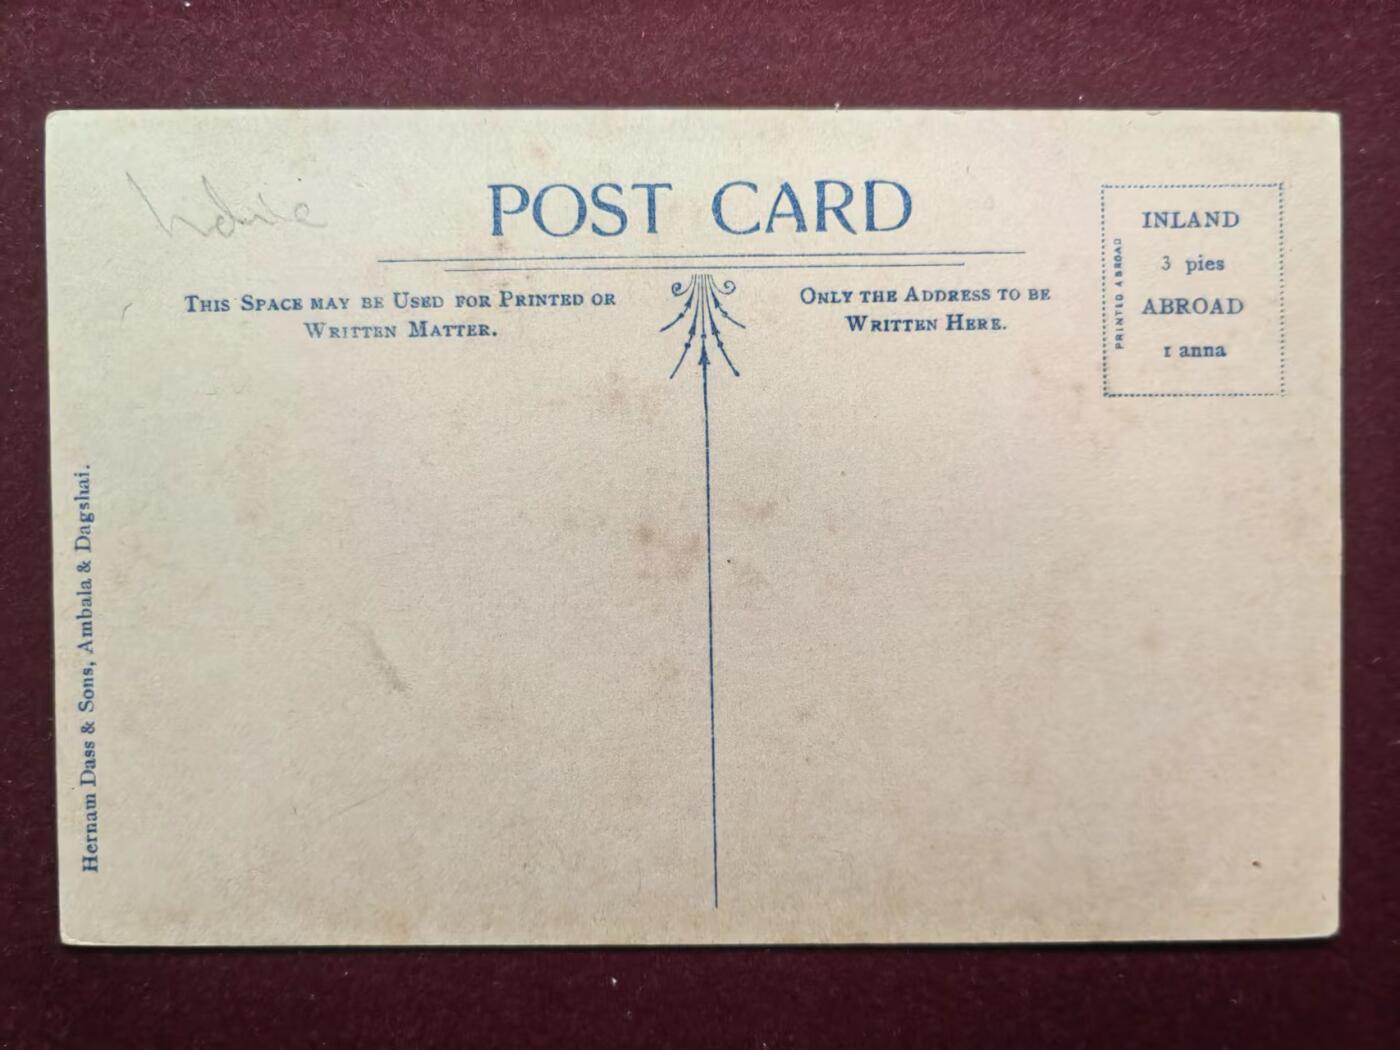 POST CARD
THIS SPACE MAY BE USED FOR PRINTED OR
WRITTEN MATTER.
ONLY THE ADDRESS TO BE
WRITTEN HERE.
INLAND
3 pies
ABROAD
1 anna
PRINTED ABROAD
Hernam Dass & Sons, Ambala & Dagshai.